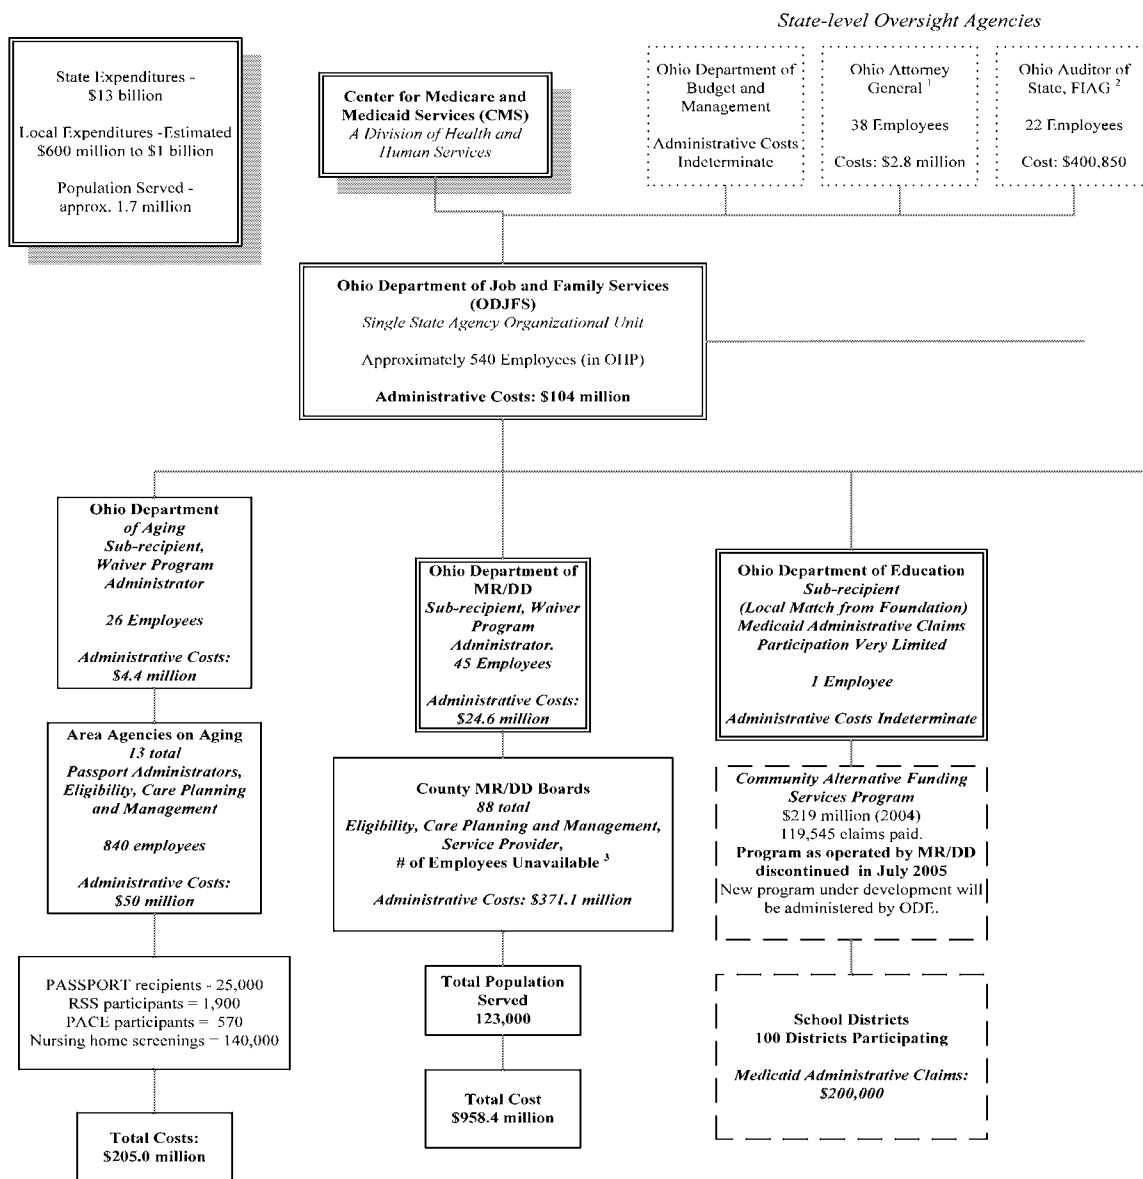 State-level Oversight Agencies
State Expenditures -
$13 billion
Local Expenditures -Estimated
$600 million to $1 billion
Population Served -
approx. 1.7 million
Center for Medicare and
Medicaid Services (CMS)
A Division of Health and
Human Services
Ohio Department of
Budget and
Management
Administrative Costs
Indeterminate
Ohio Attorney
General 1
38 Employees
Costs: $2.8 million
Ohio Auditor of
State, FIAG 2
22 Employees
Cost: $400,850
Ohio Department of Job and Family Services
(ODJFS)
Single State Agency Organizational Unit
Approximately 540 Employees (in OHP)
Administrative Costs: $104 million
Ohio Department
of Aging
Sub-recipient,
Waiver Program
Administrator
26 Employees
Administrative Costs:
$4.4 million
Area Agencies on Aging
13 total
Passport Administrators,
Eligibility, Care Planning
and Management
840 employees
Administrative Costs:
$50 million
PASSPORT recipients - 25,000
RSS participants = 1,900
PACE participants = 570
Nursing home screenings = 140,000
Total Costs:
$205.0 million
Ohio Department of
MR/DD
Sub-recipient, Waiver
Program
Administrator.
45 Employees
Administrative Costs:
$24.6 million
County MR/DD Boards
88 total
Eligibility, Care Planning and Management,
Service Provider,
# of Employees Unavailable 3
Administrative Costs: $371.1 million
Total Population
Served
123,000
Total Cost
$958.4 million
Ohio Department of Education
Sub-recipient
(Local Match from Foundation)
Medicaid Administrative Claims
Participation Very Limited
1 Employee
Administrative Costs Indeterminate
Community Alternative Funding
Services Program
$219 million (2004)
119,545 claims paid.
Program as operated by MR/DD
discontinued in July 2005
New program under development will
be administered by ODE.
School Districts
100 Districts Participating
Medicaid Administrative Claims:
$200,000